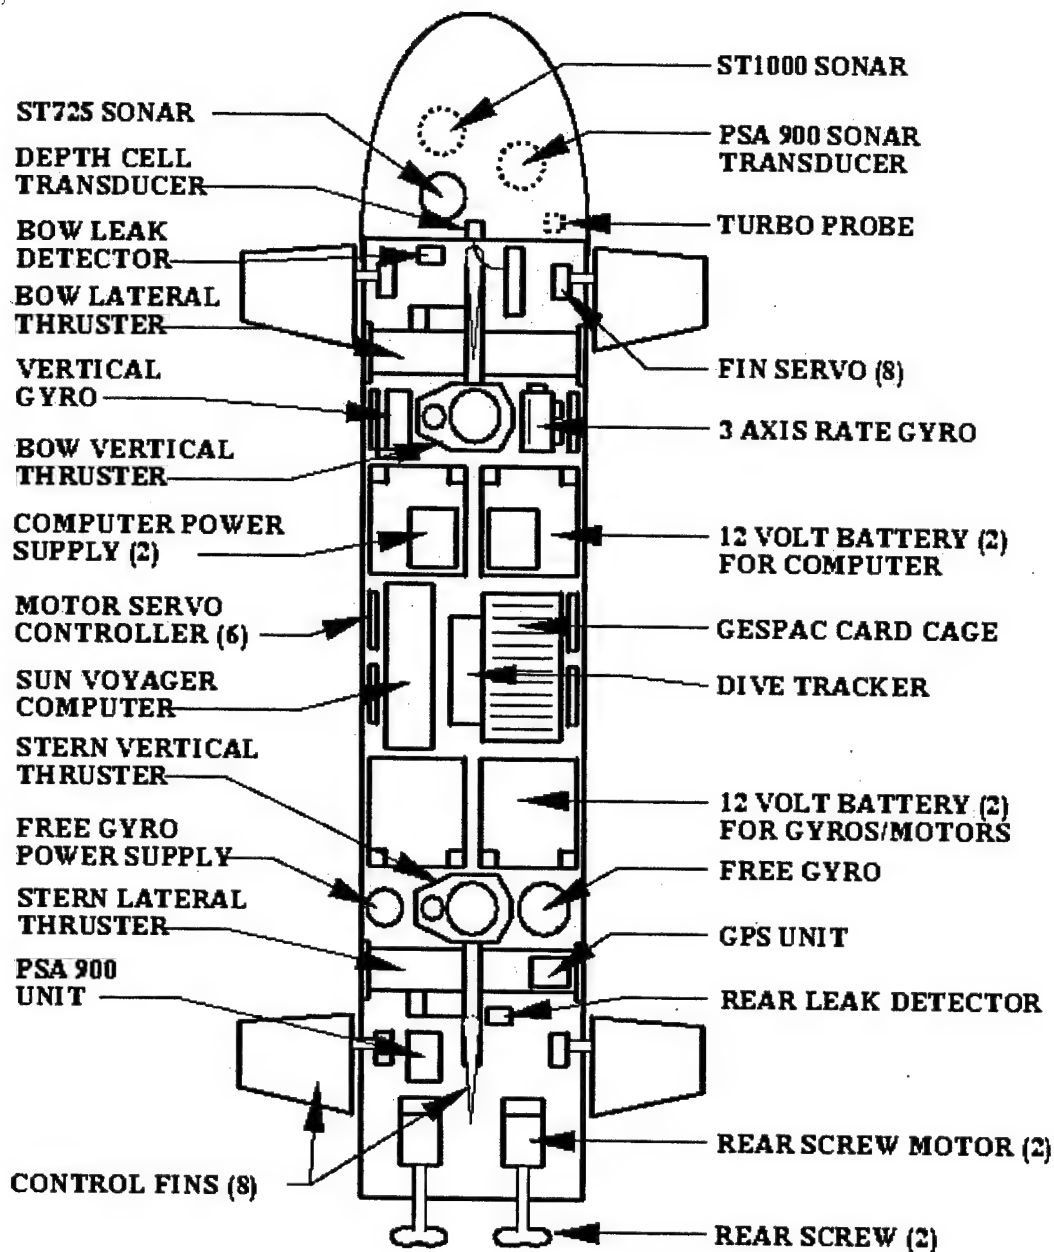 ST1000 SONAR
ST725 SONAR
PSA 900 SONAR
TRANSDUCER
DEPTH CELL
TRANSDUCER
TURBO PROBE
BOW LEAK
DETECTOR
BOW LATERAL
THRUSTER
FIN SERVO (8)
VERTICAL
GYRO
3 AXIS RATE GYRO
BOW VERTICAL
THRUSTER
COMPUTER POWER
SUPPLY (2)
12 VOLT BATTERY (2)
FOR COMPUTER
MOTOR SERVO
CONTROLLER (6)
GESPAC CARD CAGE
SUN VOYAGER
COMPUTER
DIVE TRACKER
STERN VERTICAL
THRUSTER
12 VOLT BATTERY (2)
FOR GYROS/MOTORS
FREE GYRO
POWER SUPPLY
FREE GYRO
STERN LATERAL
THRUSTER
GPS UNIT
PSA 900
UNIT
REAR LEAK DETECTOR
REAR SCREW MOTOR (2)
CONTROL FINS (8)
REAR SCREW (2)